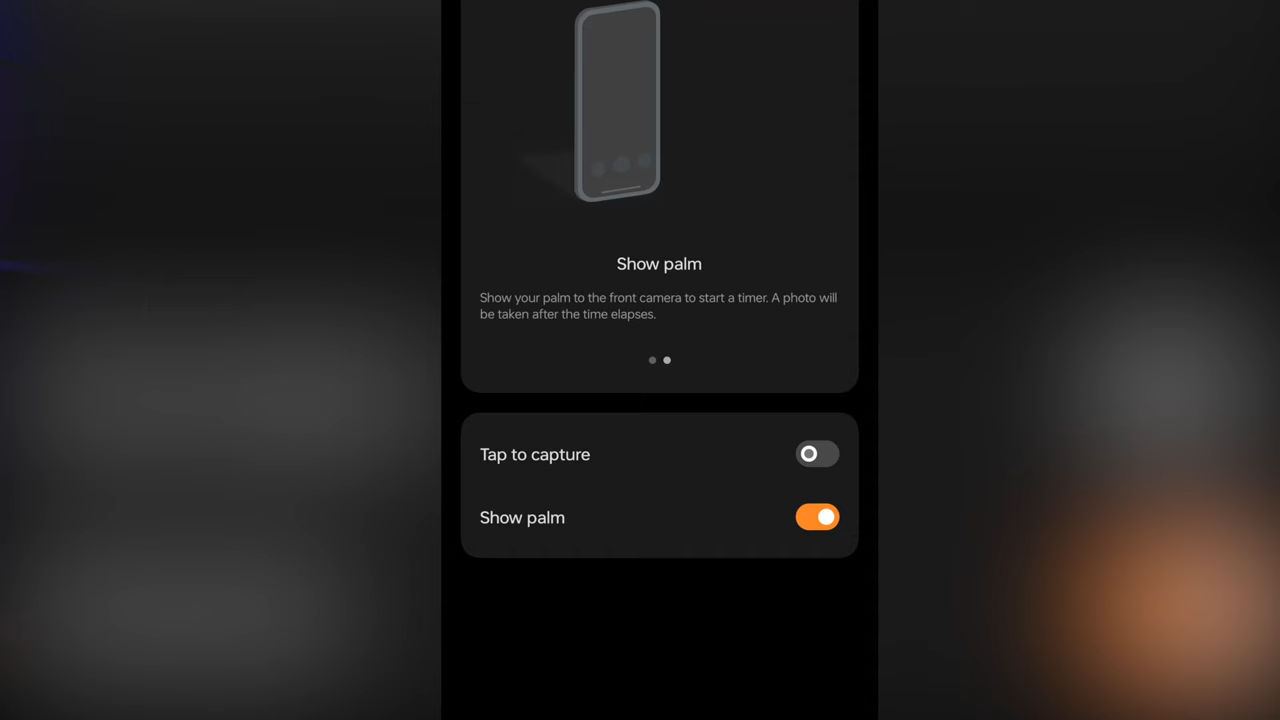 Show palm
Show your palm to the front camera to start a timer. A photo will
be taken after the time elapses.
Tap to capture
Show palm